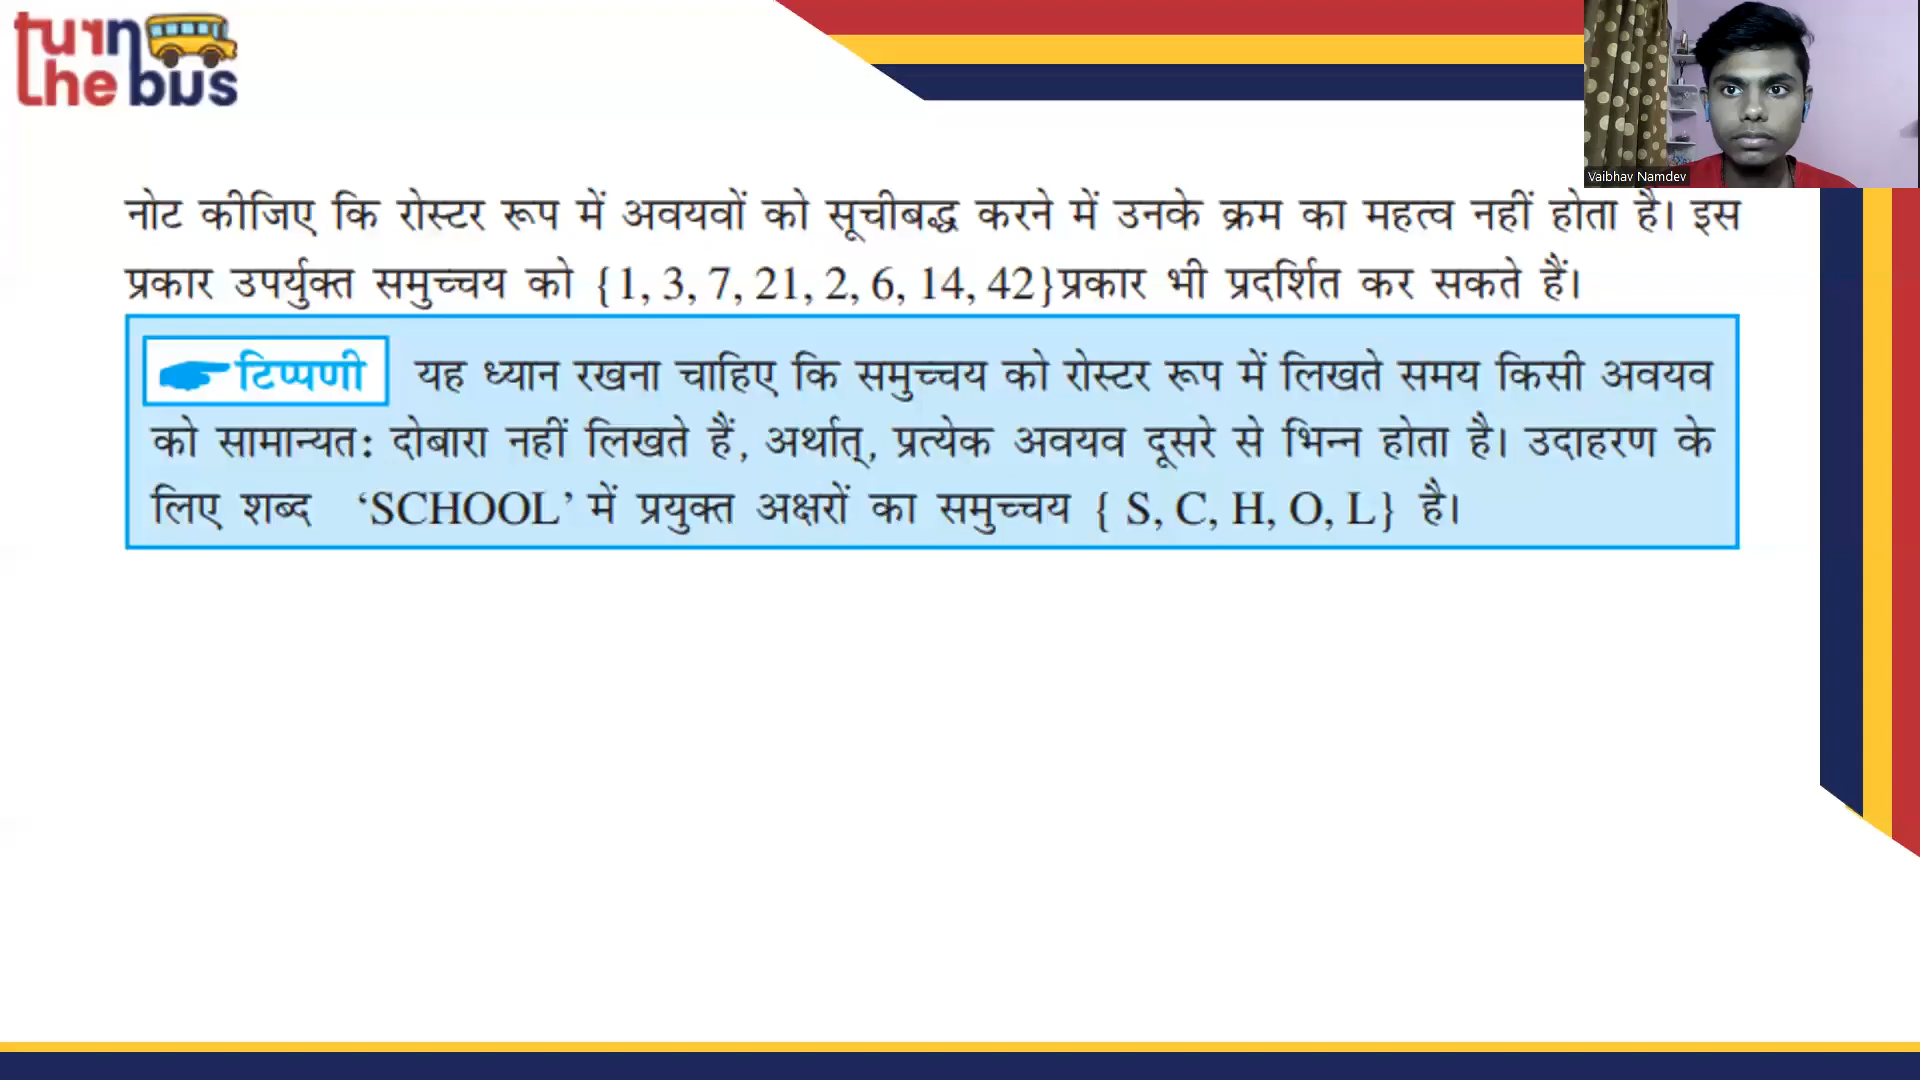 turn
the bus
Vaibhav Namdev
नोट कीजिए कि रोस्टर रूप में अवयवों को सूचीबद्ध करने में उनके क्रम का महत्व नहीं होता है। इस
प्रकार उपर्युक्त समुच्चय को {1, 3, 7, 21, 2, 6, 14, 42}प्रकार भी प्रदर्शित कर सकते हैं।
टिप्पणी यह ध्यान रखना चाहिए कि समुच्चय को रोस्टर रूप में लिखते समय किसी अवयव
को सामान्यत: दोबारा नहीं लिखते हैं, अर्थात्, प्रत्येक अवयव दूसरे से भिन्न होता है। उदाहरण के
लिए शब्द ‘SCHOOL’ में प्रयुक्त अक्षरों का समुच्चय { S, C, H, O, L} है।